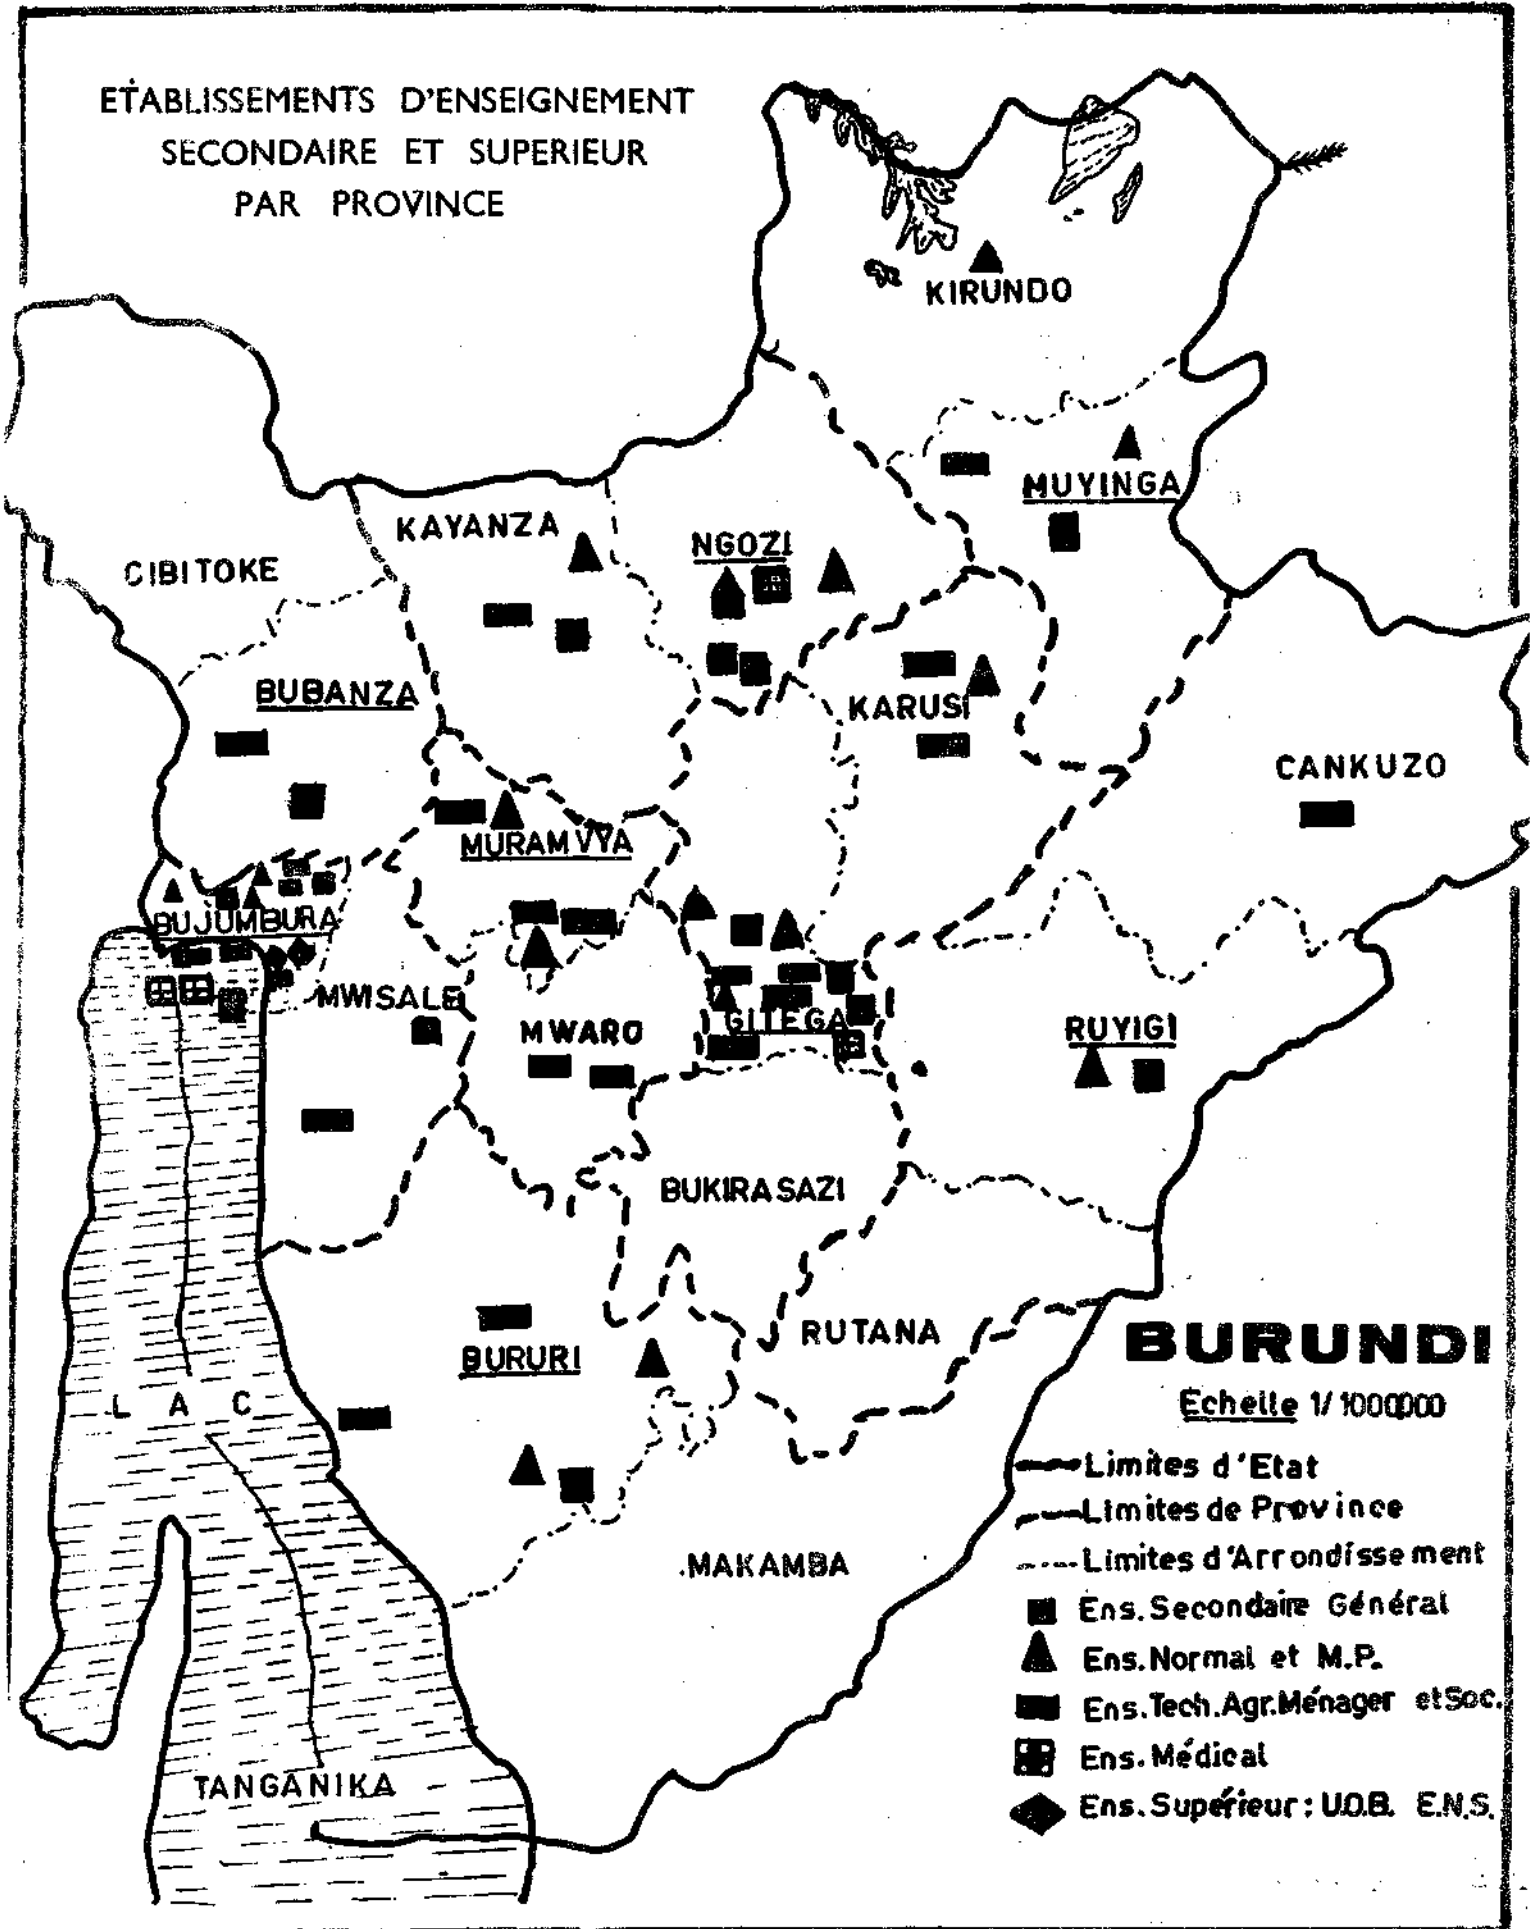 ETABLISSEMENTS D'ENSEIGNEMENT
SECONDAIRE ET SUPERIEUR
PAR PROVINCE
KIRUNDO
MUYINGA
KAYANZA
NGOZI
CIBITOKE
BUBANZA
KARUSI
CANKUZO
MURAMVYA
BUJUMBURA
MWISALE
MWARO
GITEGA
RUYIGI
BUKIRASAZI
RUTANA
BURURI
BURUNDI
Echelle 1/1000000
LAC
Limites d'Etat
Limites de Province
Limites d'Arrondissement
MAKAMBA
Ens. Secondaire Général
Ens. Normal et M.P.
Ens. Tech. Agr. Ménager et Soc.
Ens. Médical
TANGANIKA
Ens. Supérieur: U.O.B. E.N.S.